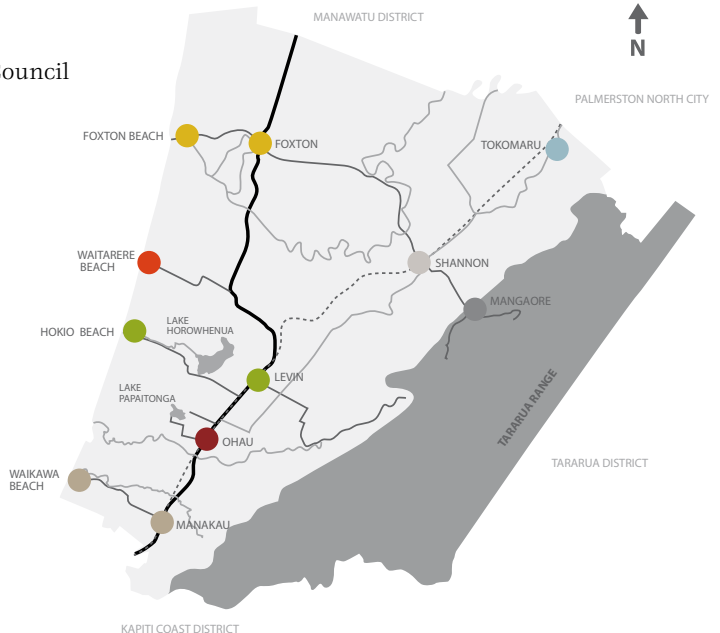 MANAWATU DISTRICT
N
Council
PALMERSTON NORTH CITY
FOXTON BEACH
FOXTON
TOKOMARU
WAITARERE
BEACH
SHANNON
MANGAORE
LAKE
HOROWHENUA
HOKIO BEACH
LEVIN
LAKE
PAPAITONGA
TARARUA RANGE
OHAU
TARARUA DISTRICT
WAIKAWA
BEACH
MANAKAU
KAPITI COAST DISTRICT